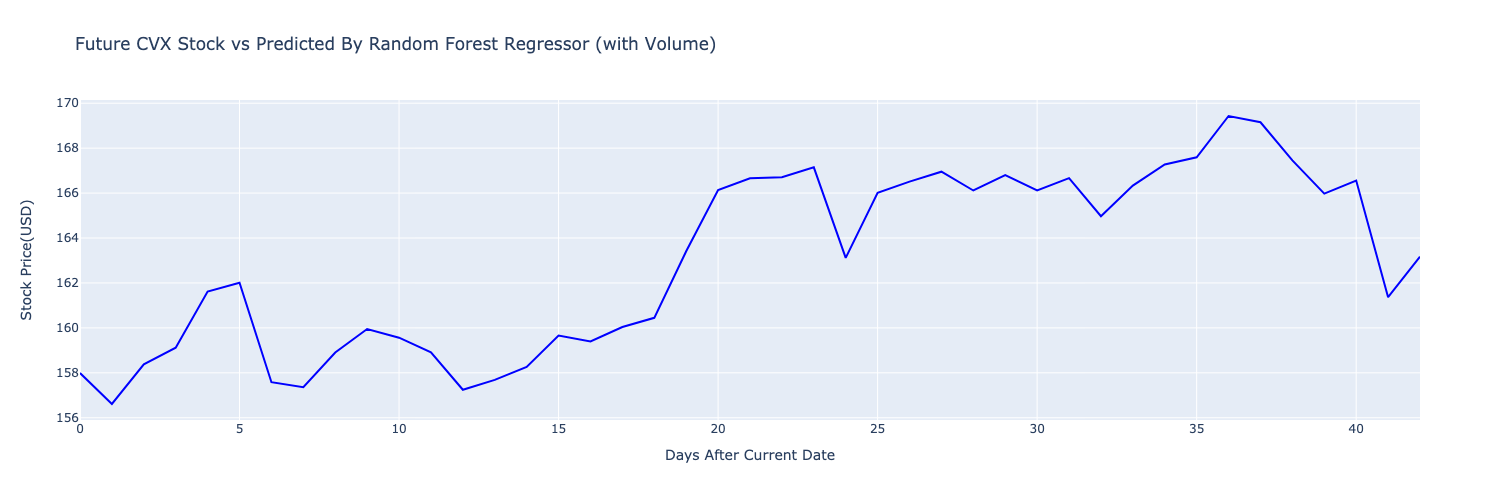 Future CVX Stock vs Predicted By Random Forest Regressor (with Volume)
170
168
166
164
162
160
158
156
Stock Price(USD)
0 5 10 15 20 25 30 35 40
Days After Current Date